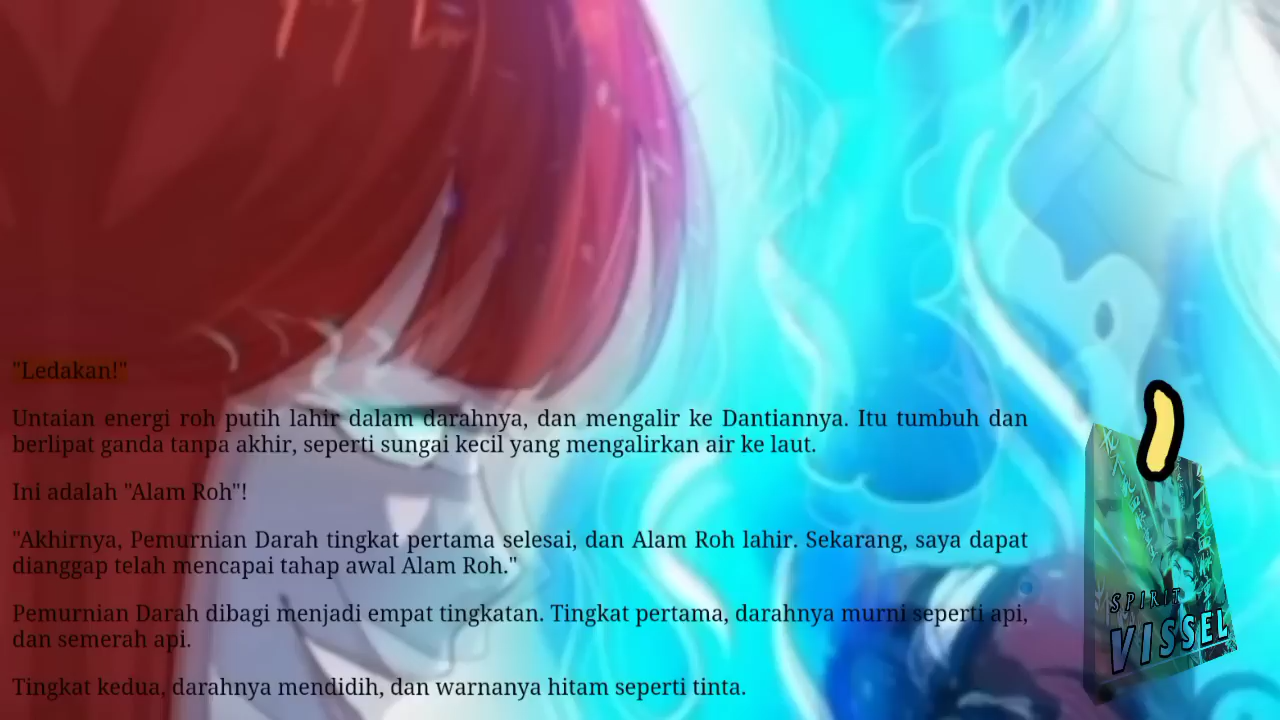 "Ledakan!"
Untaian energi roh putih lahir dalam darahnya, dan mengalir ke Dantiannya. Itu tumbuh dan
berlipat ganda tanpa akhir, seperti sungai kecil yang mengalirkan air ke laut.
Ini adalah "Alam Roh"!
"Akhirnya, Pemurnian Darah tingkat pertama selesai, dan Alam Roh lahir. Sekarang, saya dapat
dianggap telah mencapai tahap awal Alam Roh."
Pemurnian Darah dibagi menjadi empat tingkatan. Tingkat pertama, darahnya murni seperti api,
dan semerah api.
Tingkat kedua, darahnya mendidih, dan warnanya hitam seperti tinta.
SPIRIT
VISSEL